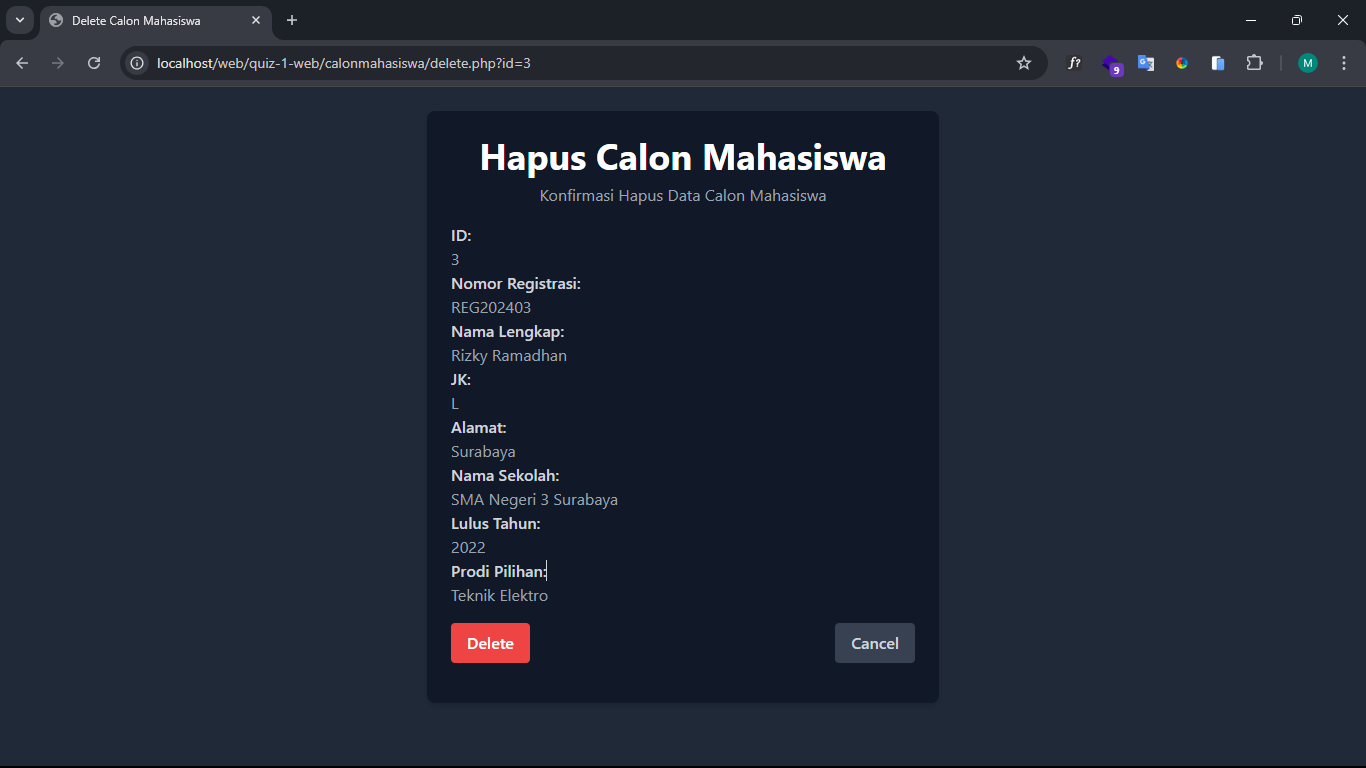 Delete Calon Mahasiswa
localhost/web/quiz-1-web/calonmahasiswa/delete.php?id=3
f?
9
G
M
Hapus Calon Mahasiswa
Konfirmasi Hapus Data Calon Mahasiswa
ID:
3
Nomor Registrasi:
REG202403
Nama Lengkap:
Rizky Ramadhan
JK:
L
Alamat:
Surabaya
Nama Sekolah:
SMA Negeri 3 Surabaya
Lulus Tahun:
2022
Prodi Pilihan:
Teknik Elektro
Delete
Cancel